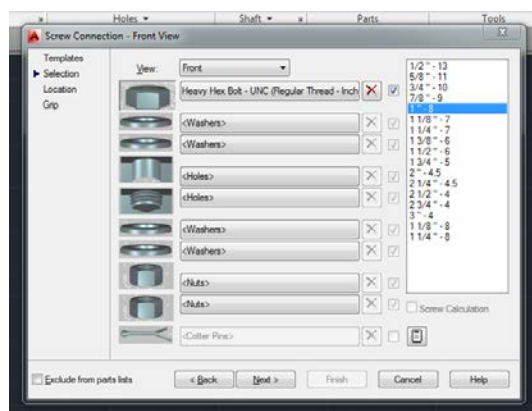 Holes Shaft Parts Tools
Screw Connection - Front View
Templates
Selection
Location
Grip
View: Front
Heavy Hex Bolt - UNC (Regular Thread - Inch
<Washers>
<Washers>
<Holes>
<Holes>
<Washers>
<Washers>
<Nuts>
<Nuts>
<Cotter Pins>
1/2 " - 13
5/8 " - 11
3/4 " - 10
7/8 " - 9
1 " - 8
1 1/8 " - 7
1 1/4 " - 7
1 3/8 " - 6
1 1/2 " - 6
1 3/4 " - 5
2 " - 4.5
2 1/4 " - 4.5
2 1/2 " - 4
2 3/4 " - 4
3 " - 4
1 1/8 " - 8
1 1/4 " - 8
Screw Calculation
Exclude from parts lists
< Back Next > Finish Cancel Help